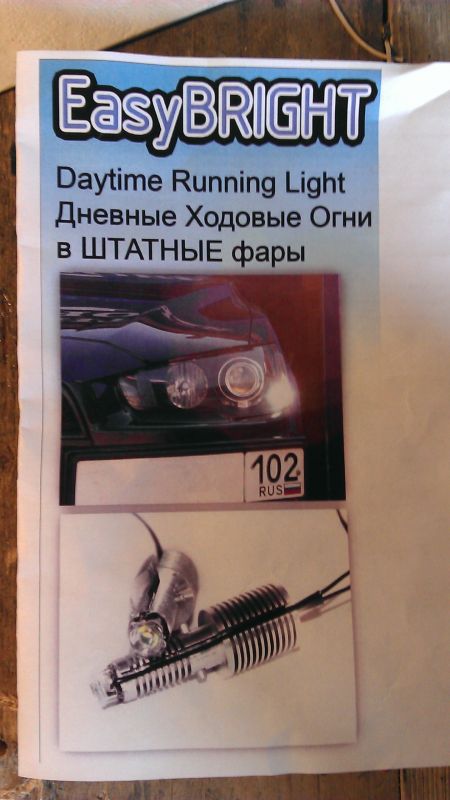 EasyBRIGHT
Daytime Running Light
Дневные Ходовые Огни
в ШТАТНЫЕ фары
102
RUS